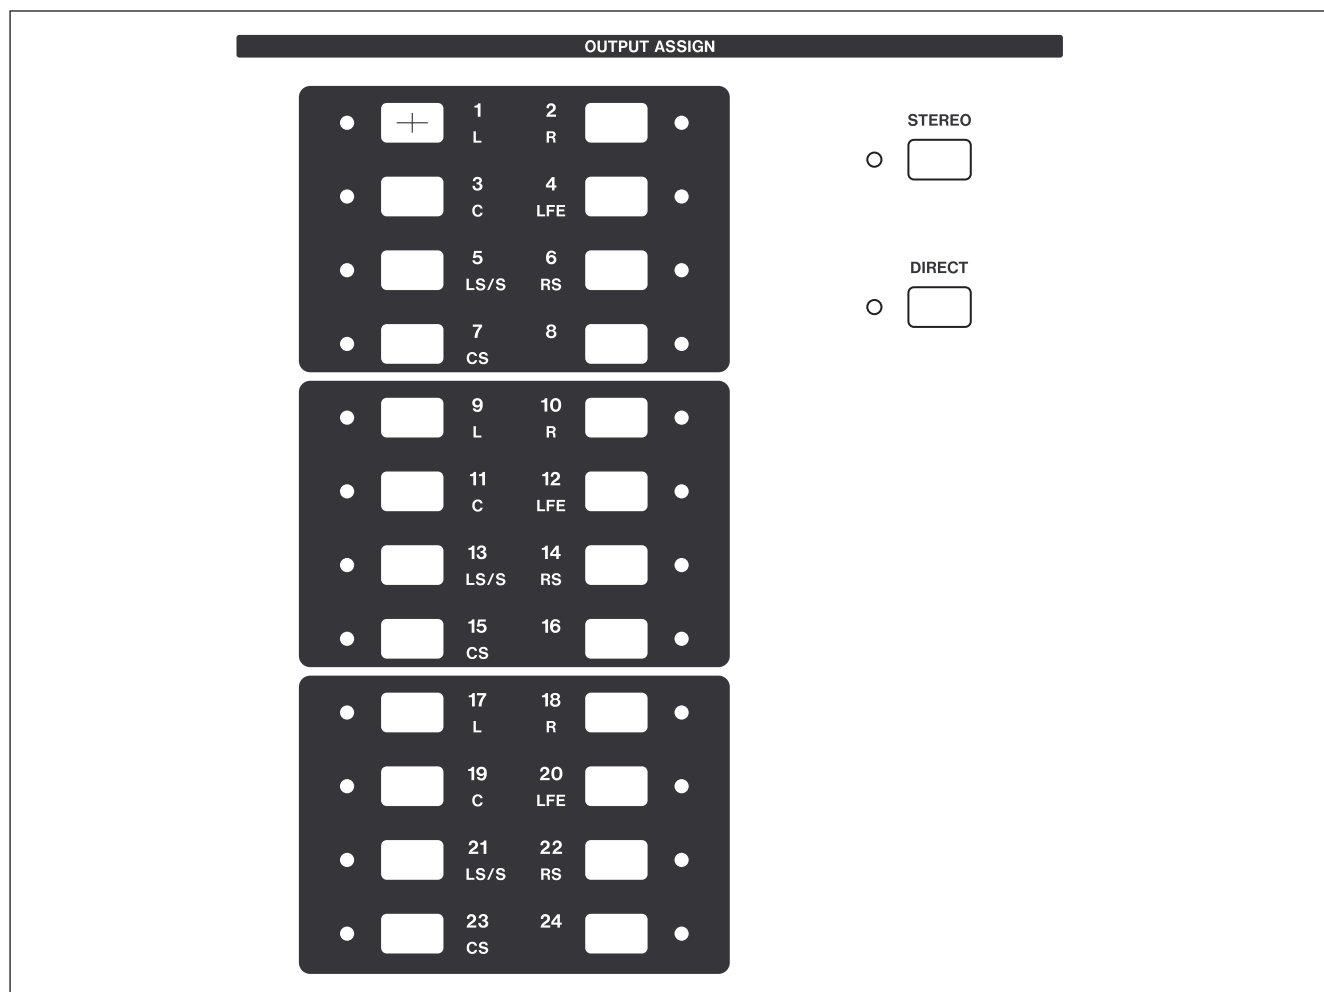 OUTPUT ASSIGN
1 2
L R
3 4
C LFE
5 6
LS/S RS
7 8
CS
9 10
L R
11 12
C LFE
13 14
LS/S RS
15 16
CS
17 18
L R
19 20
C LFE
21 22
LS/S RS
23 24
CS
STEREO
DIRECT